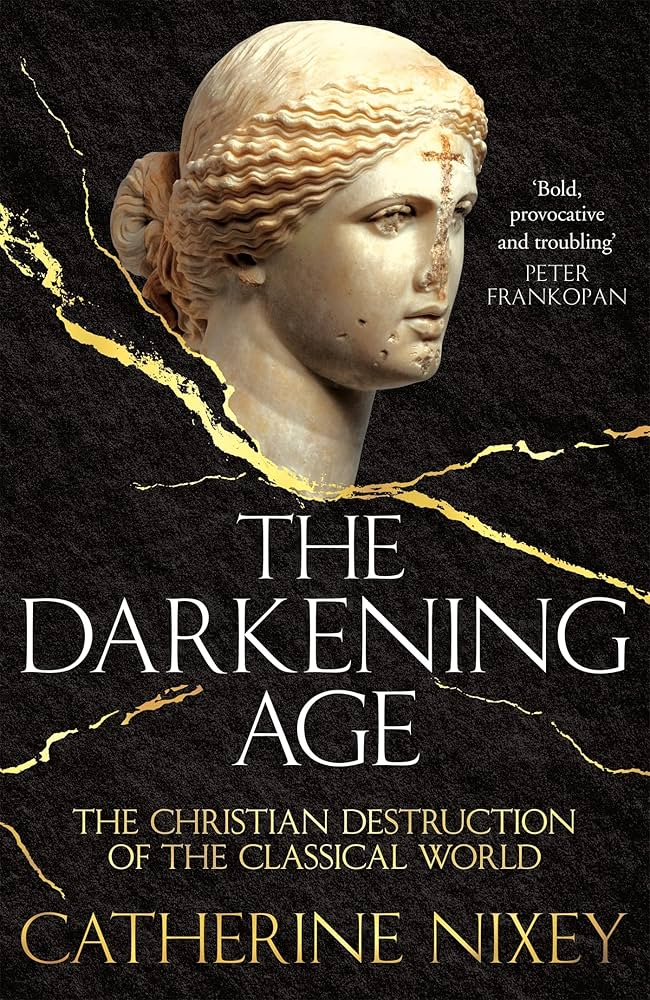 'Bold,
provocative
and troubling'
PETER
FRANKOPAN
THE
DARKENING
AGE
THE CHRISTIAN DESTRUCTION
OF THE CLASSICAL WORLD
CATHERINE NIXEY